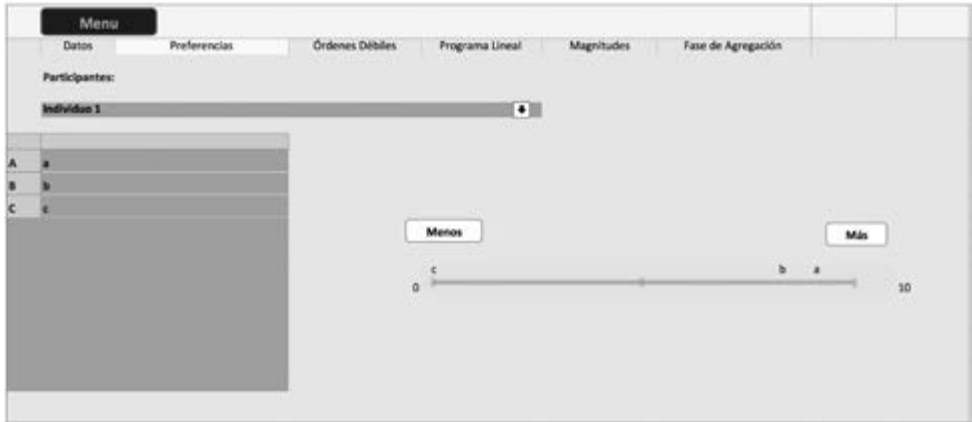 Menu
Datos Preferencias Órdenes Débiles Programa Lineal Magnitudes Fase de Agregación
Participantes:
Individuo 1
A a
B b
C c
Menos Más
c b a
0 10